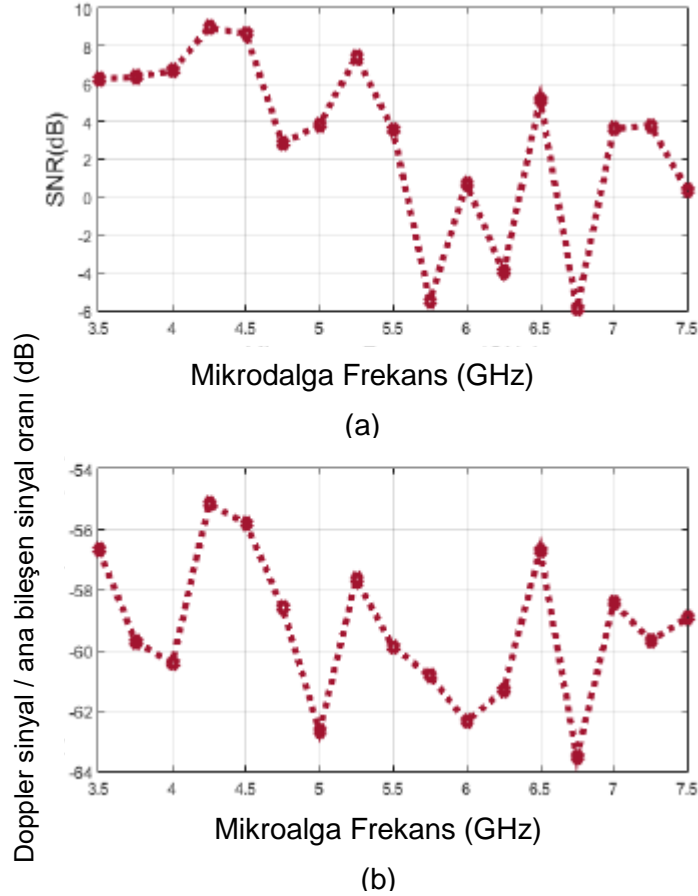 10
8
6
4
2
0
-2
-4
-6
SNR(dB)
3.5 4 4.5 5 5.5 6 6.5 7 7.5
Mikrodalga Frekans (GHz)
(a)
Doppler sinyal / ana bileşen sinyal oranı (dB)
-54
-56
-58
-60
-62
-64
3.5 4 4.5 5 5.5 6 6.5 7 7.5
Mikroalga Frekans (GHz)
(b)